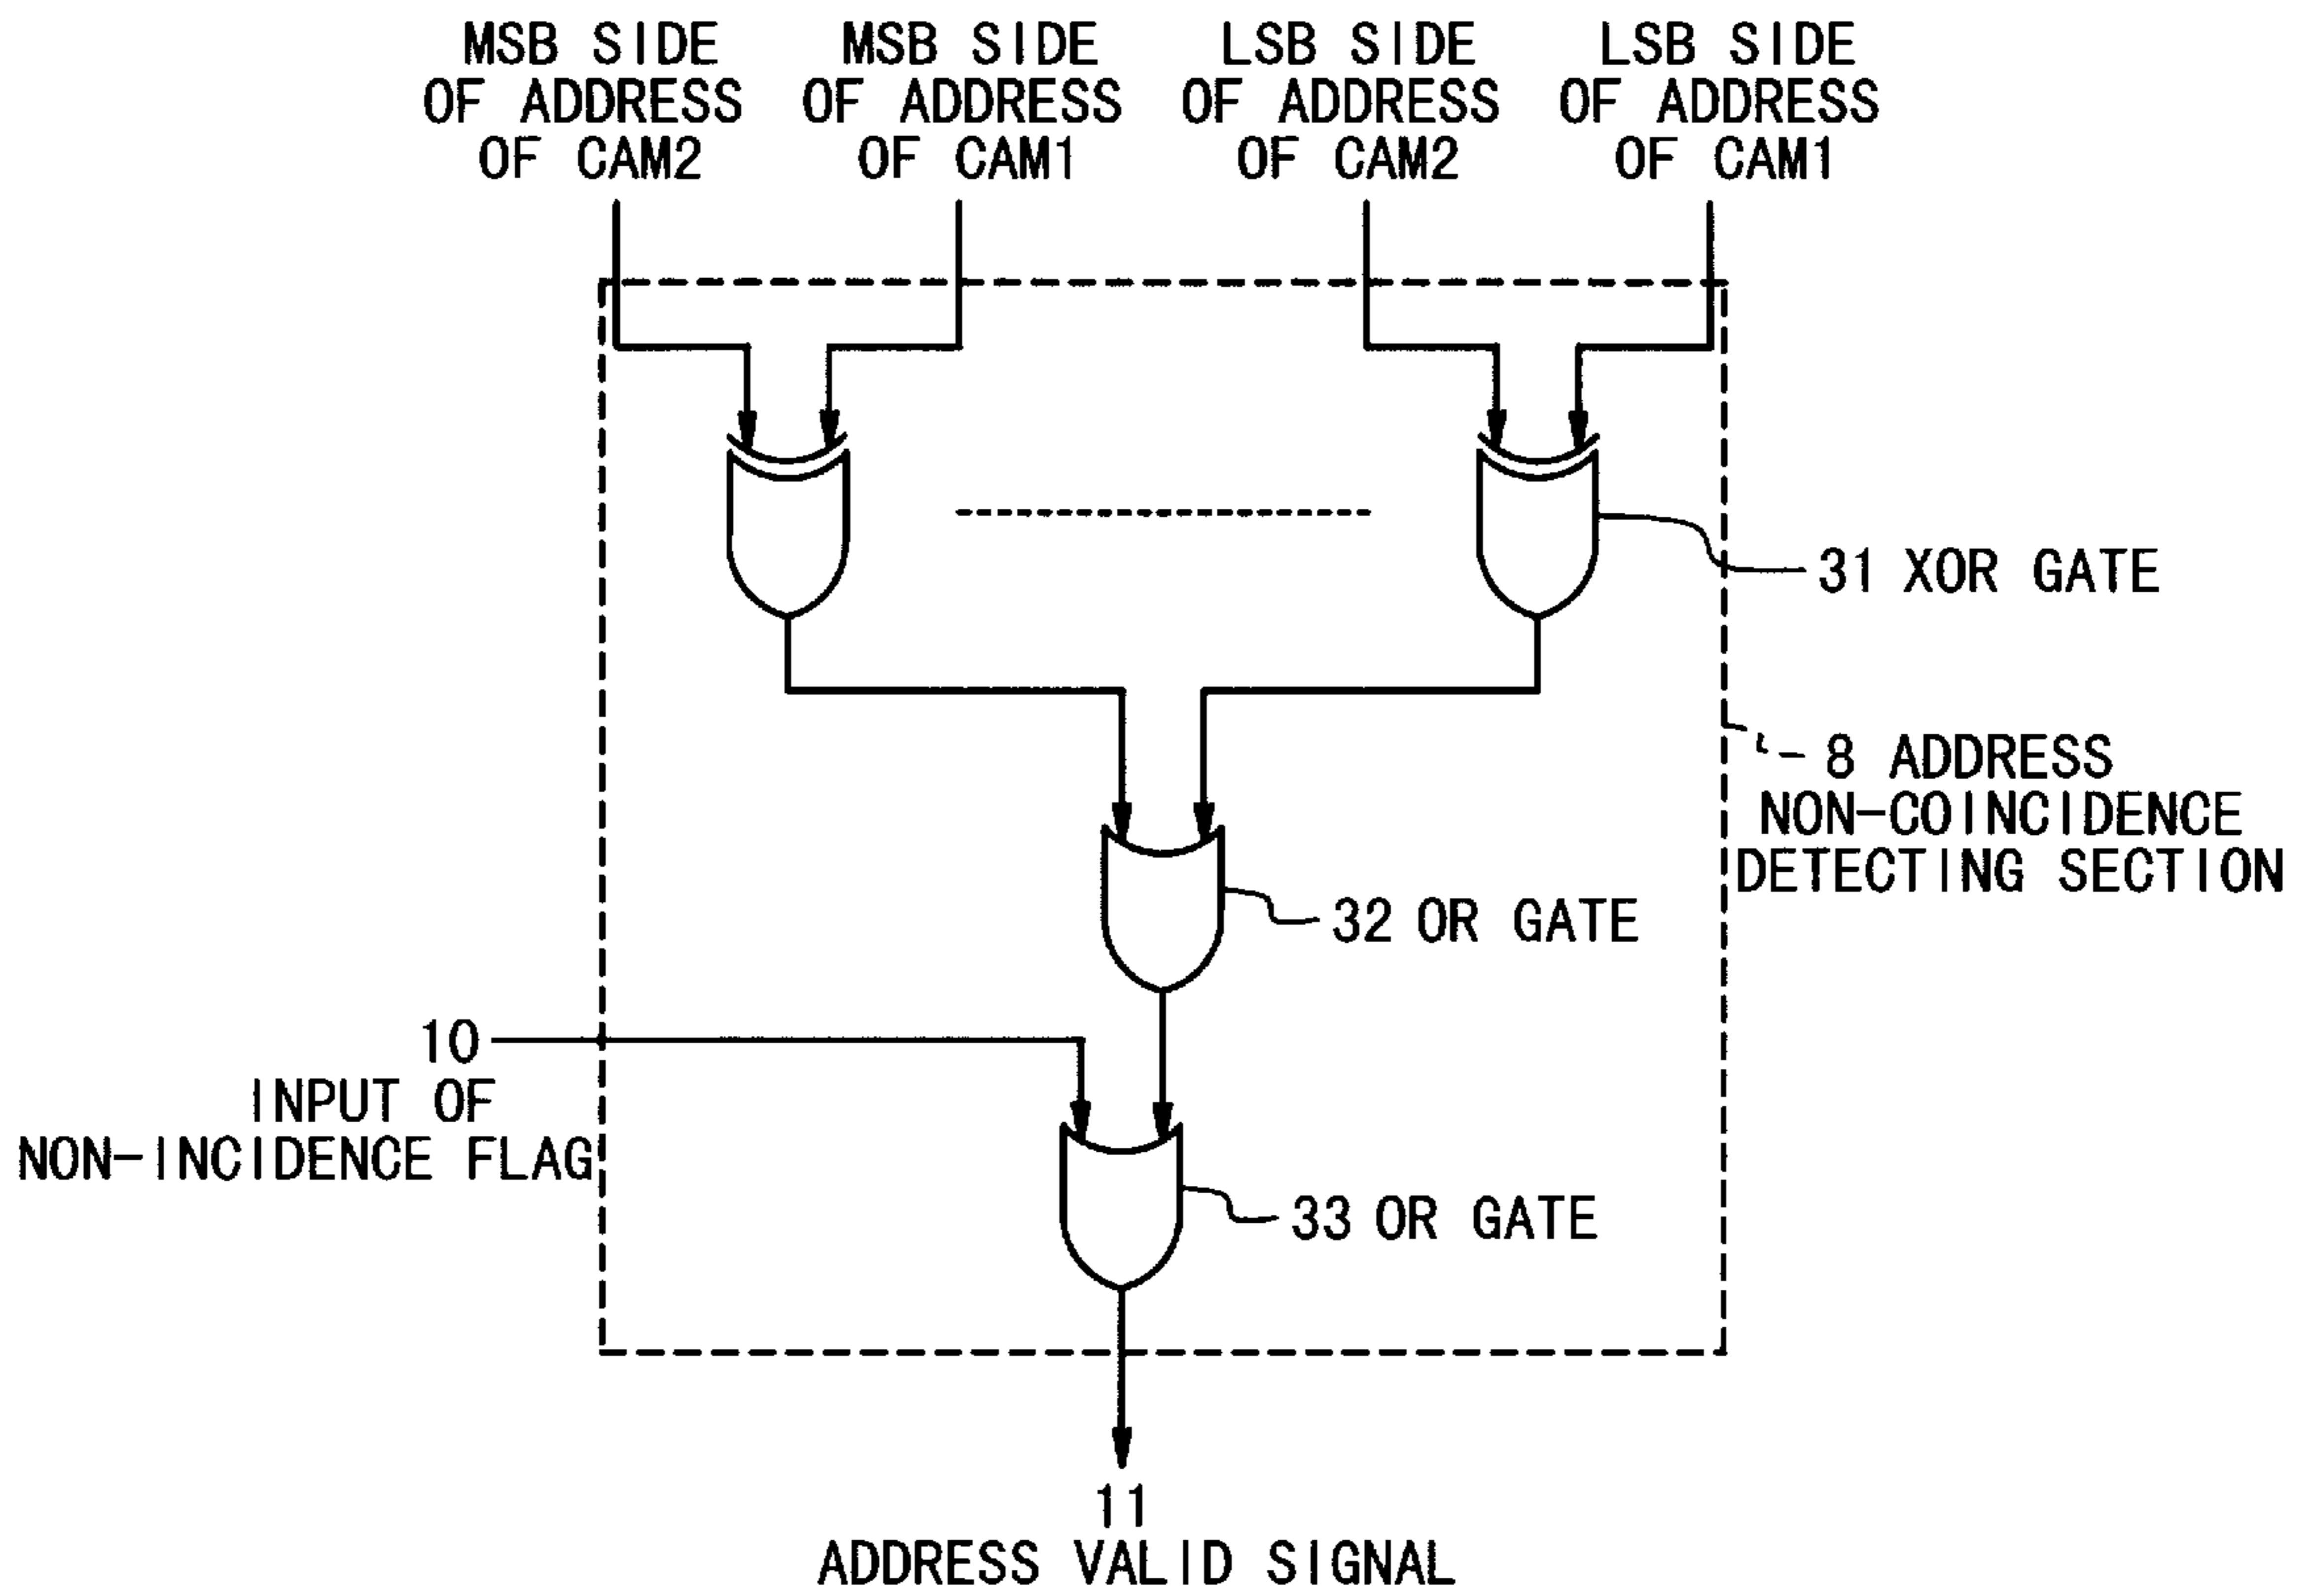 MSB SIDE
OF ADDRESS
OF CAM2
MSB SIDE
OF ADDRESS
OF CAM1
LSB SIDE
OF ADDRESS
OF CAM2
LSB SIDE
OF ADDRESS
OF CAM1
31 XOR GATE
8 ADDRESS
NON-COINCIDENCE
DETECTING SECTION
32 OR GATE
10
INPUT OF
NON-INCIDENCE FLAG
33 OR GATE
11
ADDRESS VALID SIGNAL